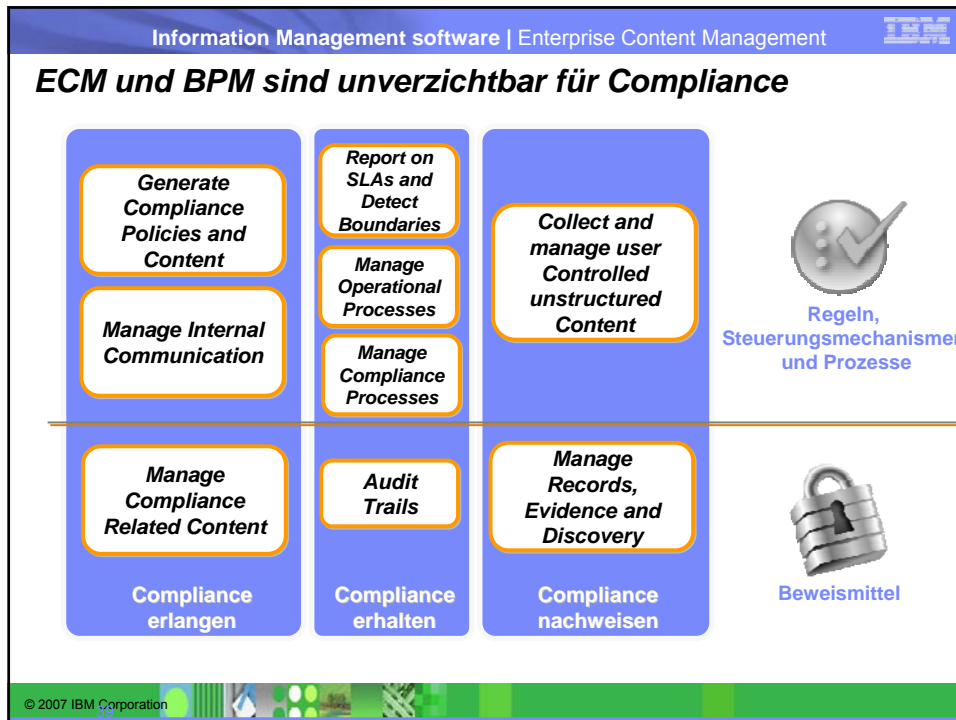 Information Management software | Enterprise Content Management
IBM
ECM und BPM sind unverzichtbar für Compliance
Generate
Compliance
Policies and
Content
Manage Internal
Communication
Manage
Compliance
Related Content
Compliance
erlangen
Report on
SLAs and
Detect
Boundaries
Manage
Operational
Processes
Manage
Compliance
Processes
Audit
Trails
Compliance
erhalten
Collect and
manage user
Controlled
unstructured
Content
Manage
Records,
Evidence and
Discovery
Compliance
nachweisen
Regeln,
Steuerungsmechanismen
und Prozesse
Beweismittel
© 2007 IBM Corporation